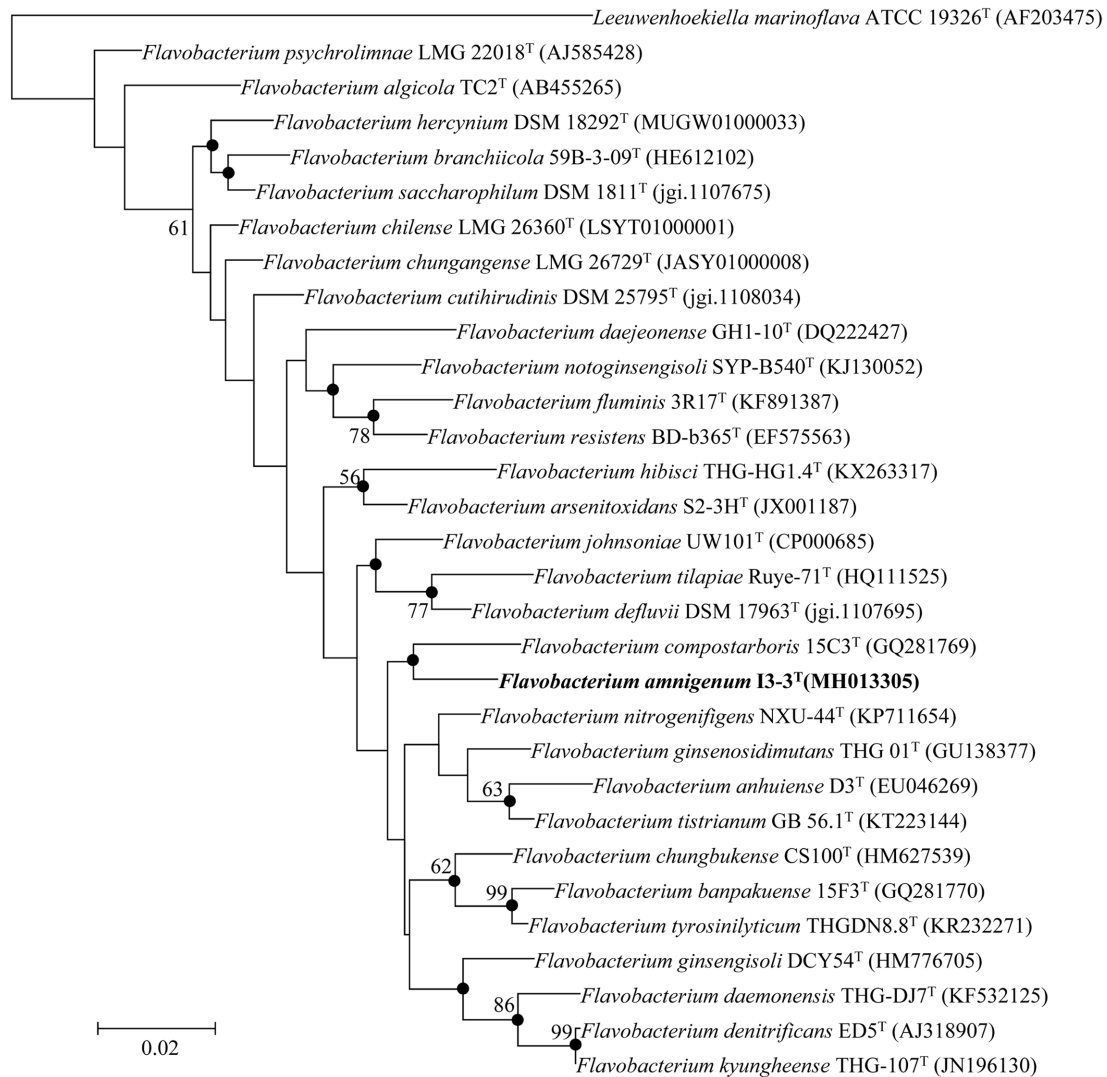 Leeuwenhoekiella marinoflava ATCC 19326ᵀ (AF203475)
Flavobacterium psychrolimnae LMG 22018ᵀ (AJ585428)
Flavobacterium algicola TC2ᵀ (AB455265)
Flavobacterium hercynium DSM 18292ᵀ (MUGW01000033)
Flavobacterium branchiicola 59B-3-09ᵀ (HE612102)
Flavobacterium saccharophilum DSM 1811ᵀ (jgi.1107675)
61
Flavobacterium chilense LMG 26360ᵀ (LSYT01000001)
Flavobacterium chungangense LMG 26729ᵀ (JASY01000008)
Flavobacterium cutihirudinis DSM 25795ᵀ (jgi.1108034)
Flavobacterium daejeonense GH1-10ᵀ (DQ222427)
Flavobacterium notoginsengisoli SYP-B540ᵀ (KJ130052)
Flavobacterium fluminis 3R17ᵀ (KF891387)
78
Flavobacterium resistens BD-b365ᵀ (EF575563)
56
Flavobacterium hibisci THG-HG1.4ᵀ (KX263317)
Flavobacterium arsenitoxidans S2-3Hᵀ (JX001187)
Flavobacterium johnsoniae UW101ᵀ (CP000685)
Flavobacterium tilapiae Ruye-71ᵀ (HQ111525)
77
Flavobacterium defluvii DSM 17963ᵀ (jgi.1107695)
Flavobacterium compostarboris 15C3ᵀ (GQ281769)
Flavobacterium amnigenum I3-3ᵀ(MH013305)
Flavobacterium nitrogenifigens NXU-44ᵀ (KP711654)
Flavobacterium ginsenosidimutans THG 01ᵀ (GU138377)
63
Flavobacterium anhuiense D3ᵀ (EU046269)
Flavobacterium tistrianum GB 56.1ᵀ (KT223144)
Flavobacterium chungbukense CS100ᵀ (HM627539)
62
99
Flavobacterium banpakuense 15F3ᵀ (GQ281770)
Flavobacterium tyrosinilyticum THGDN8.8ᵀ (KR232271)
Flavobacterium ginsengisoli DCY54ᵀ (HM776705)
86
Flavobacterium daemonensis THG-DJ7ᵀ (KF532125)
99
Flavobacterium denitrificans ED5ᵀ (AJ318907)
Flavobacterium kyungheense THG-107ᵀ (JN196130)
0.02